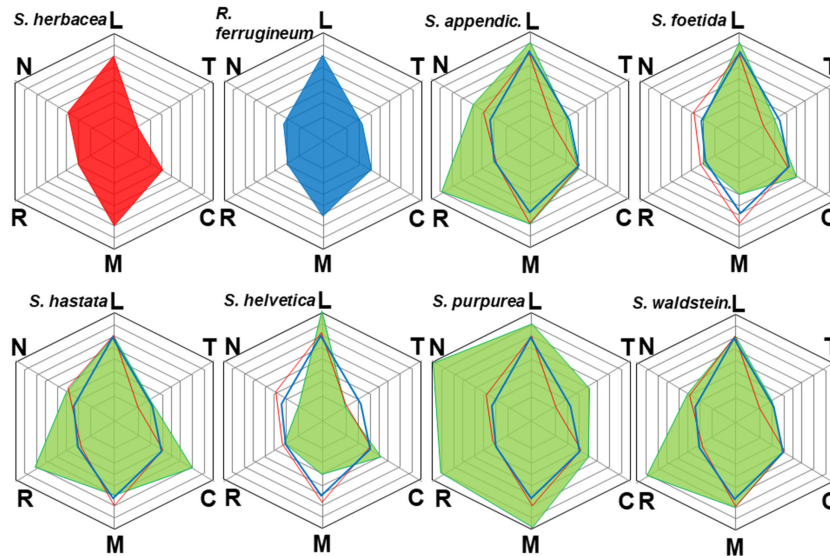 S. herbacea
L
N
T
R
C
M
R.
ferrugineum
L
N
T
R
C
M
S. appendic.
L
N
T
R
C
M
S. foetida
L
N
T
R
C
M
S. hastata
L
N
T
R
C
M
S. helvetica
L
N
T
R
C
M
S. purpurea
L
N
T
R
C
M
S. waldstein.
L
N
T
R
C
M